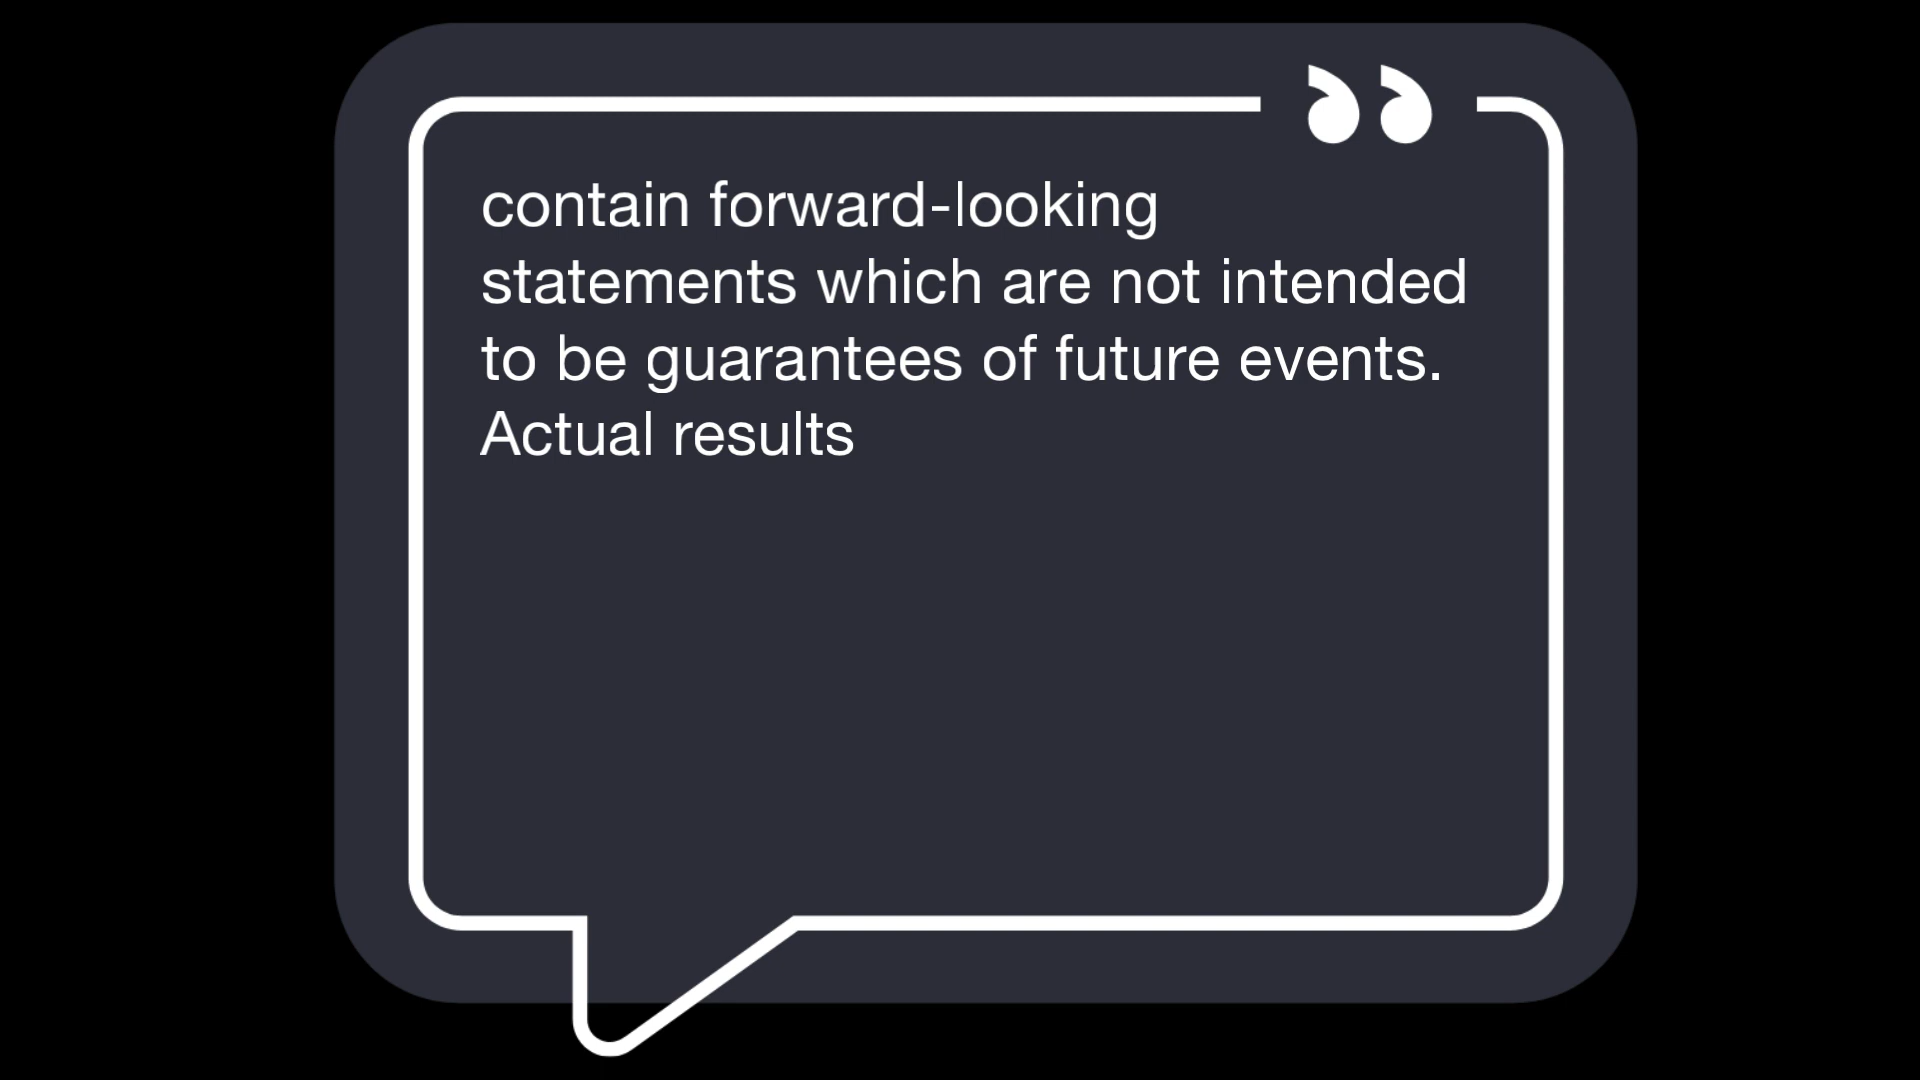 contain forward-looking
statements which are not intended
to be guarantees of future events.
Actual results